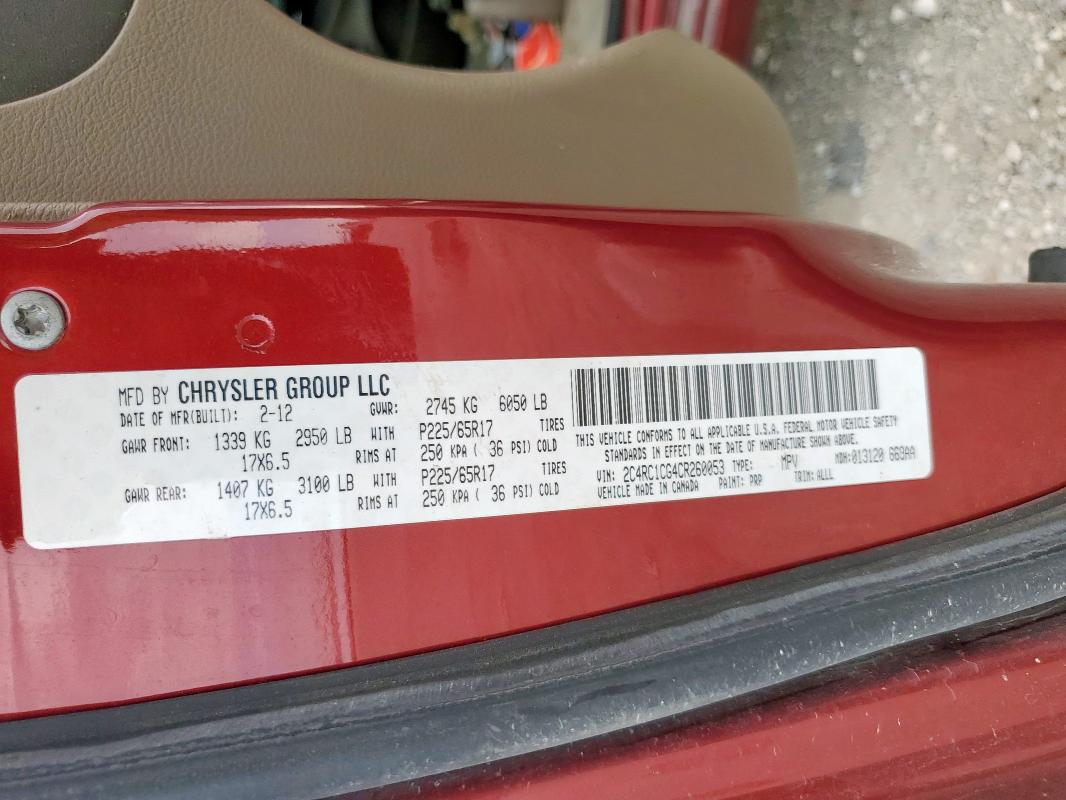 MFD BY CHRYSLER GROUP LLC
DATE OF MFR(BUILT): 2-12 GVWR: 2745 KG 6050 LB
GAWR FRONT: 1339 KG 2950 LB WITH P225/65R17 TIRES
17X6.5 RIMS AT 250 KPA ( 36 PSI) COLD
GAWR REAR: 1407 KG 3100 LB WITH P225/65R17 TIRES
17X6.5 RIMS AT 250 KPA ( 36 PSI) COLD
THIS VEHICLE CONFORMS TO ALL APPLICABLE U.S.A. FEDERAL MOTOR VEHICLE SAFETY
STANDARDS IN EFFECT ON THE DATE OF MANUFACTURE SHOWN ABOVE.
VIN: 2C4RC1CG4CR260053 TYPE: MPV MDH: 013120 669AA
VEHICLE MADE IN CANADA PAINT: PRP TRIM: ALLL